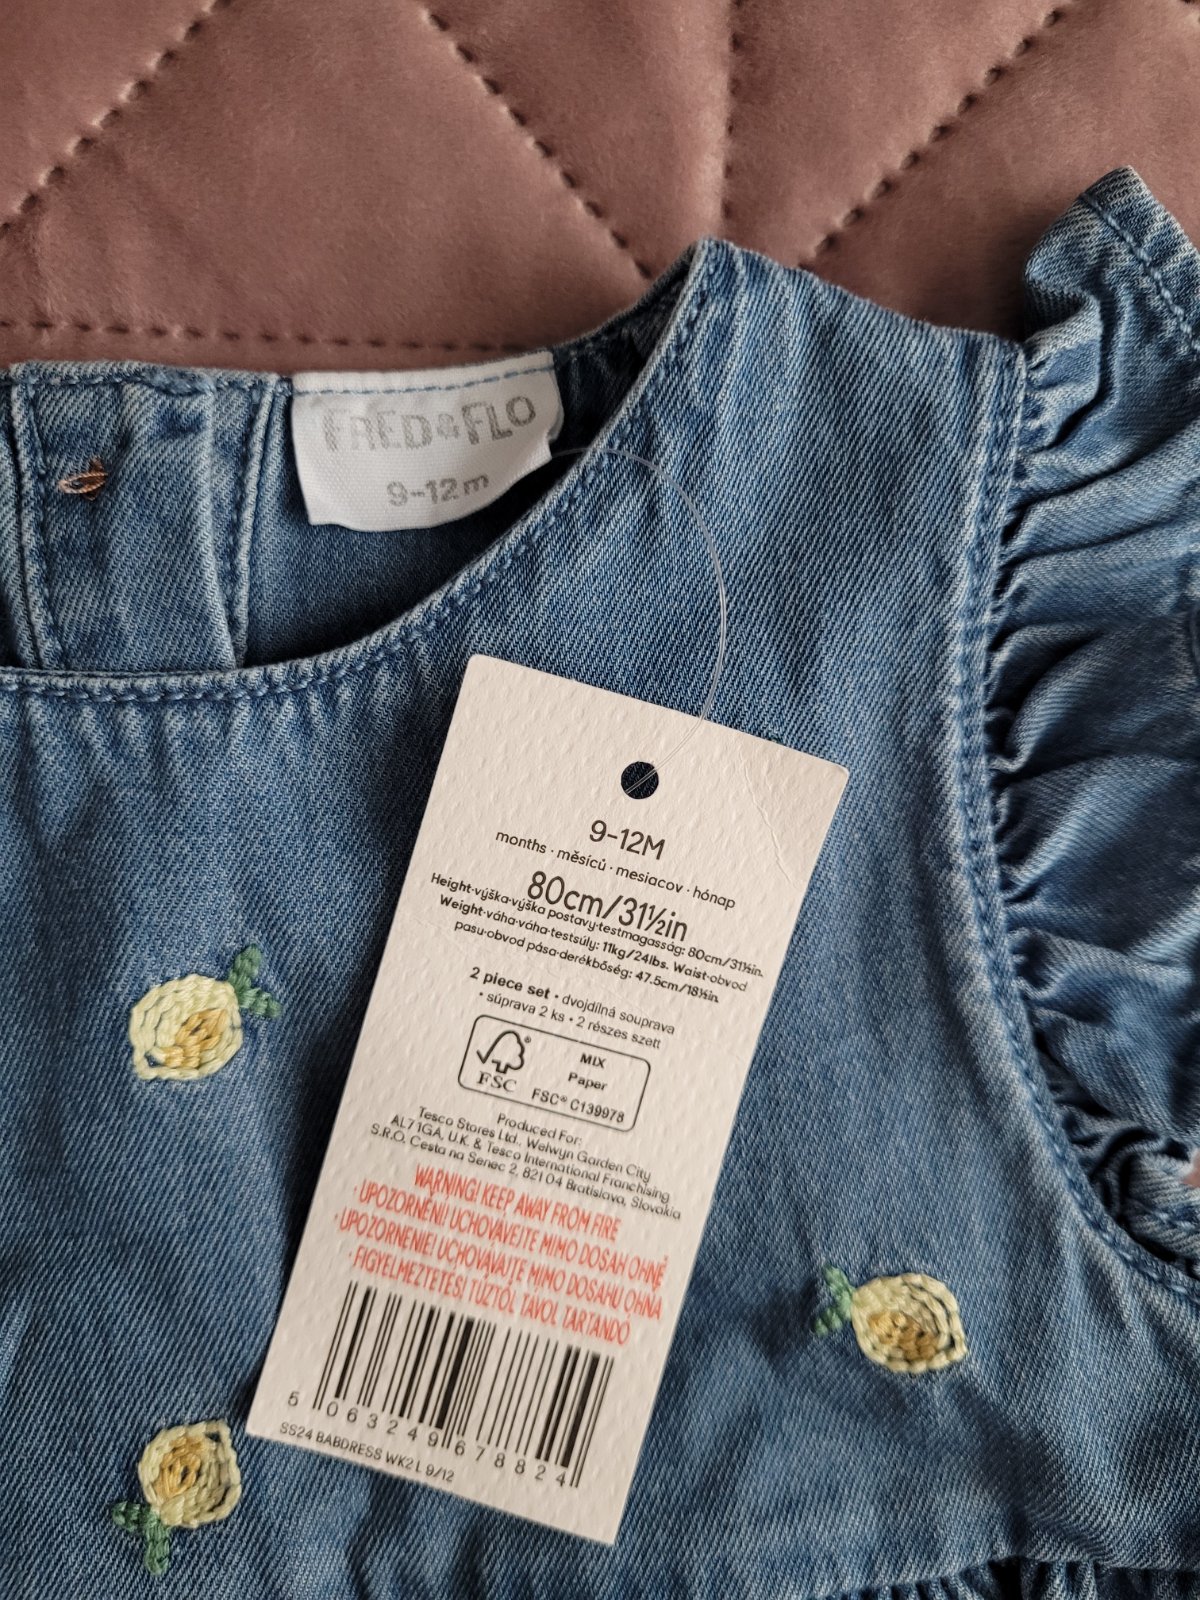 FRED&FLO
9-12m
9-12M
months · měsíců · mesiacov · hónap
80cm/31½in
Height·výška·výška postavy·testmagasság: 80cm/31½in.
Weight·váha·váha·testsúly: 11kg/24lbs. Waist·obvod
pasu·obvod pása·derékbőség: 47.5cm/18½in.
2 piece set • dvojdílná souprava
• súprava 2 ks • 2 részes szett
FSC®
MIX
Paper
FSC® C139978
Produced For:
Tesco Stores Ltd., Welwyn Garden City
AL7 1GA, U.K. & Tesco International Franchising
S.R.O. Cesta na Senec 2, 821 04 Bratislava, Slovakia
WARNING! KEEP AWAY FROM FIRE
· UPOZORNĚNÍ! UCHOVÁVEJTE MIMO DOSAH OHNĚ
· UPOZORNENIE! UCHOVÁVAJTE MIMO DOSAHU OHŇA
· FIGYELMEZTETÉS! TŰZTŐL TÁVOL TARTANDÓ
5 063249 678824
SS24 BABDRESS WK2 L 9/12